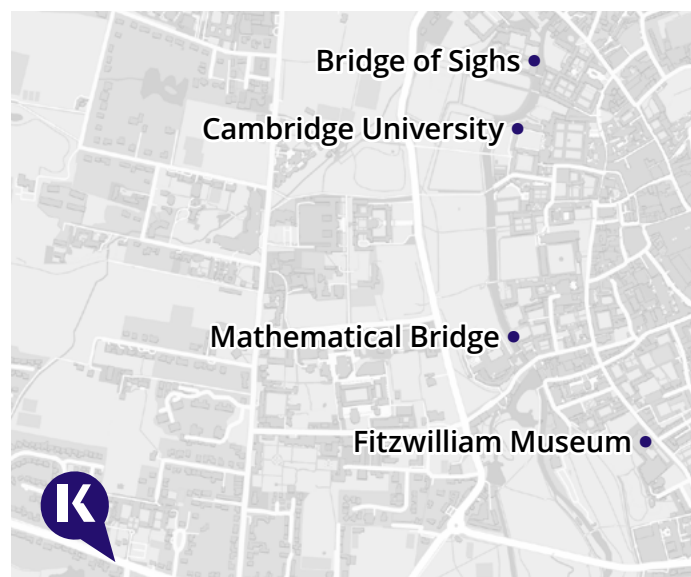 Bridge of Sighs
Cambridge University
Mathematical Bridge
Fitzwilliam Museum
K